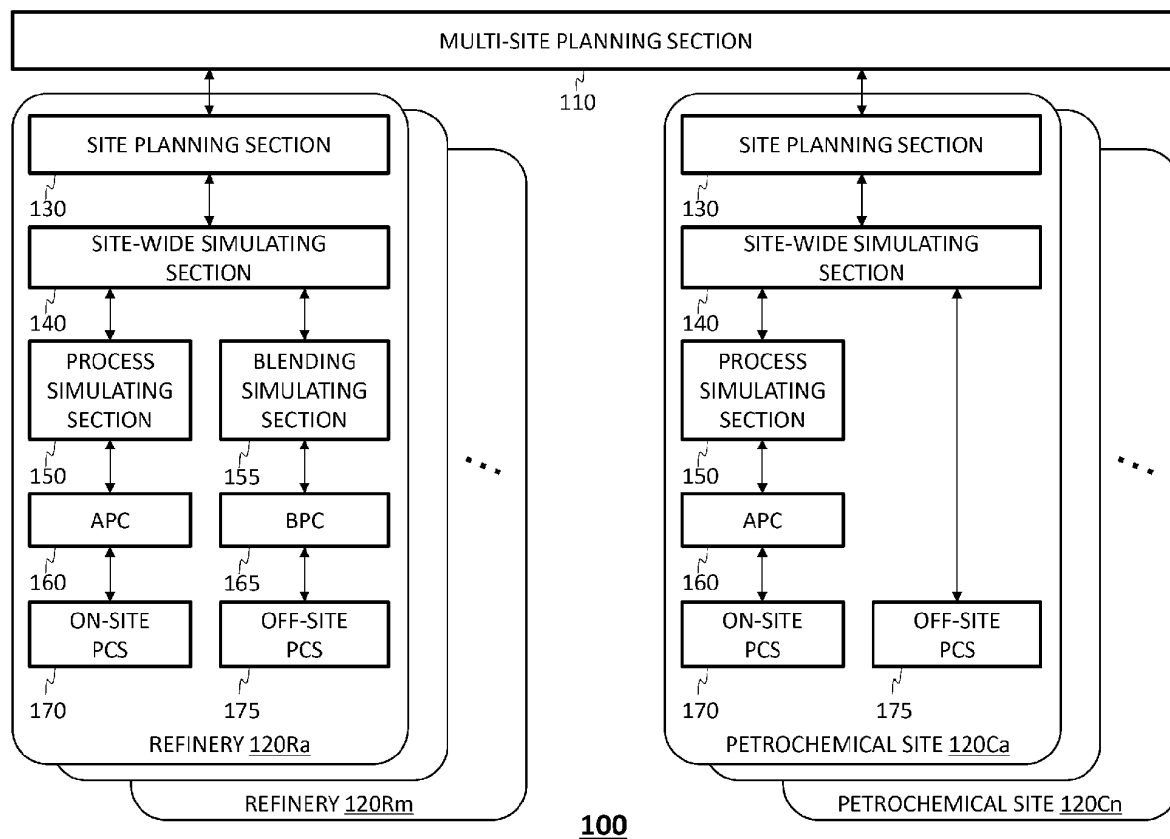 MULTI-SITE PLANNING SECTION
110
SITE PLANNING SECTION
130
SITE-WIDE SIMULATING
SECTION
140
PROCESS
SIMULATING
SECTION
150
BLENDING
SIMULATING
SECTION
155
APC
160
BPC
165
ON-SITE
PCS
170
OFF-SITE
PCS
175
REFINERY 120Ra
REFINERY 120Rm
SITE PLANNING SECTION
130
SITE-WIDE SIMULATING
SECTION
140
PROCESS
SIMULATING
SECTION
150
APC
160
ON-SITE
PCS
170
OFF-SITE
PCS
175
PETROCHEMICAL SITE 120Ca
PETROCHEMICAL SITE 120Cn
100